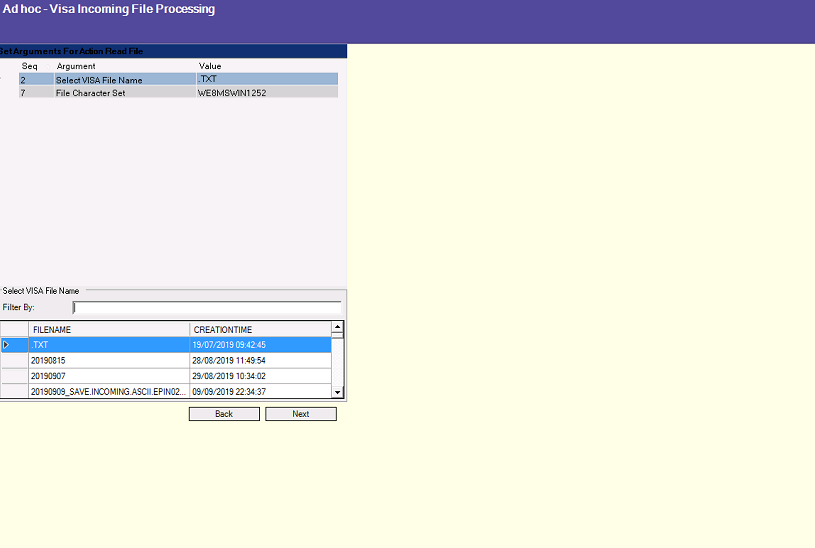 Ad hoc - Visa Incoming File Processing
Set Arguments For Action Read File
Seq Argument Value
2 Select VISA File Name .TXT
7 File Character Set WE8MSWIN1252
Select VISA File Name
Filter By:
FILENAME CREATIONTIME
.TXT 19/07/2019 09:42:45
20190815 28/08/2019 11:49:54
20190907 29/08/2019 10:34:02
20190909_SAVE.INCOMING.ASCII.EPIN02... 09/09/2019 22:34:37
Back Next